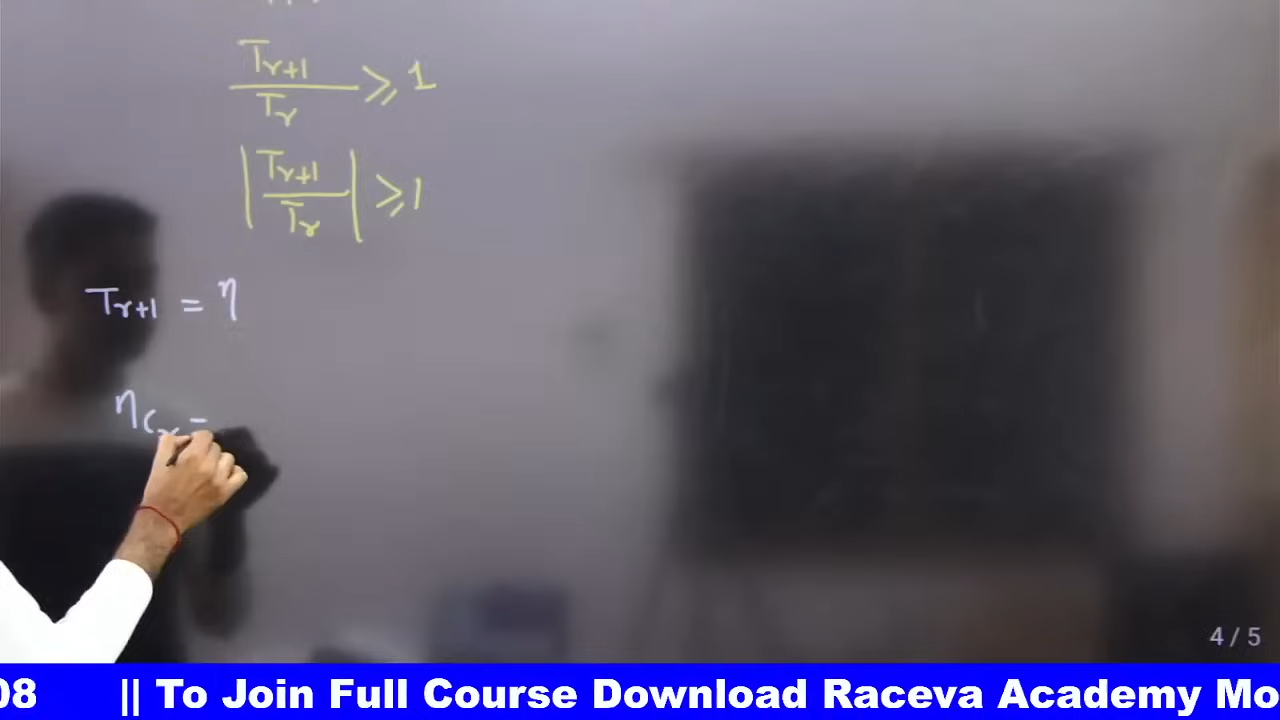 T_{r+1} / T_r ⩾ 1
|T_{r+1} / T_r| ⩾ 1
T_{r+1} = n
nC_r =
4 / 5
08 || To Join Full Course Download Raceva Academy Mo